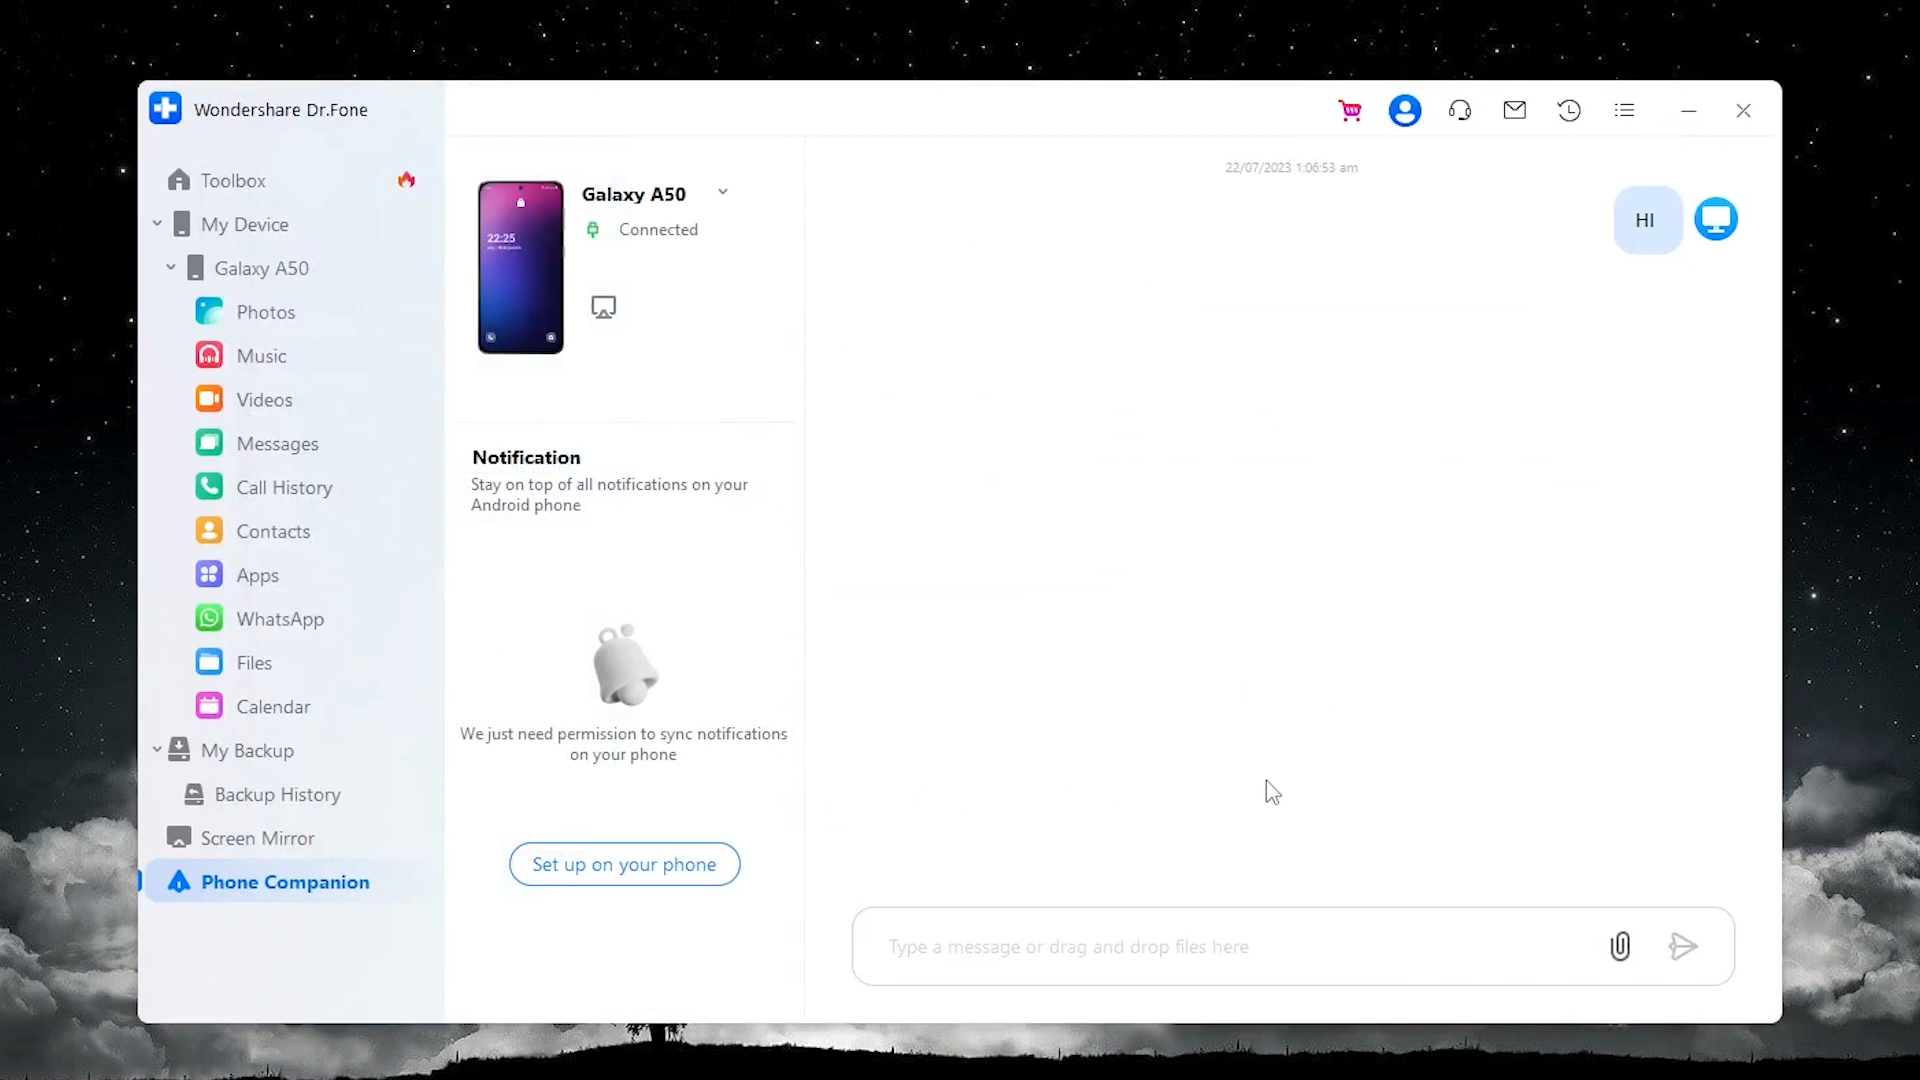 Wondershare Dr.Fone
Toolbox
My Device
Galaxy A50
Photos
Music
Videos
Messages
Call History
Contacts
Apps
WhatsApp
Files
Calendar
My Backup
Backup History
Screen Mirror
Phone Companion
22:25
Galaxy A50
Connected
Notification
Stay on top of all notifications on your
Android phone
We just need permission to sync notifications
on your phone
Set up on your phone
22/07/2023 1:06:53 am
HI
Type a message or drag and drop files here